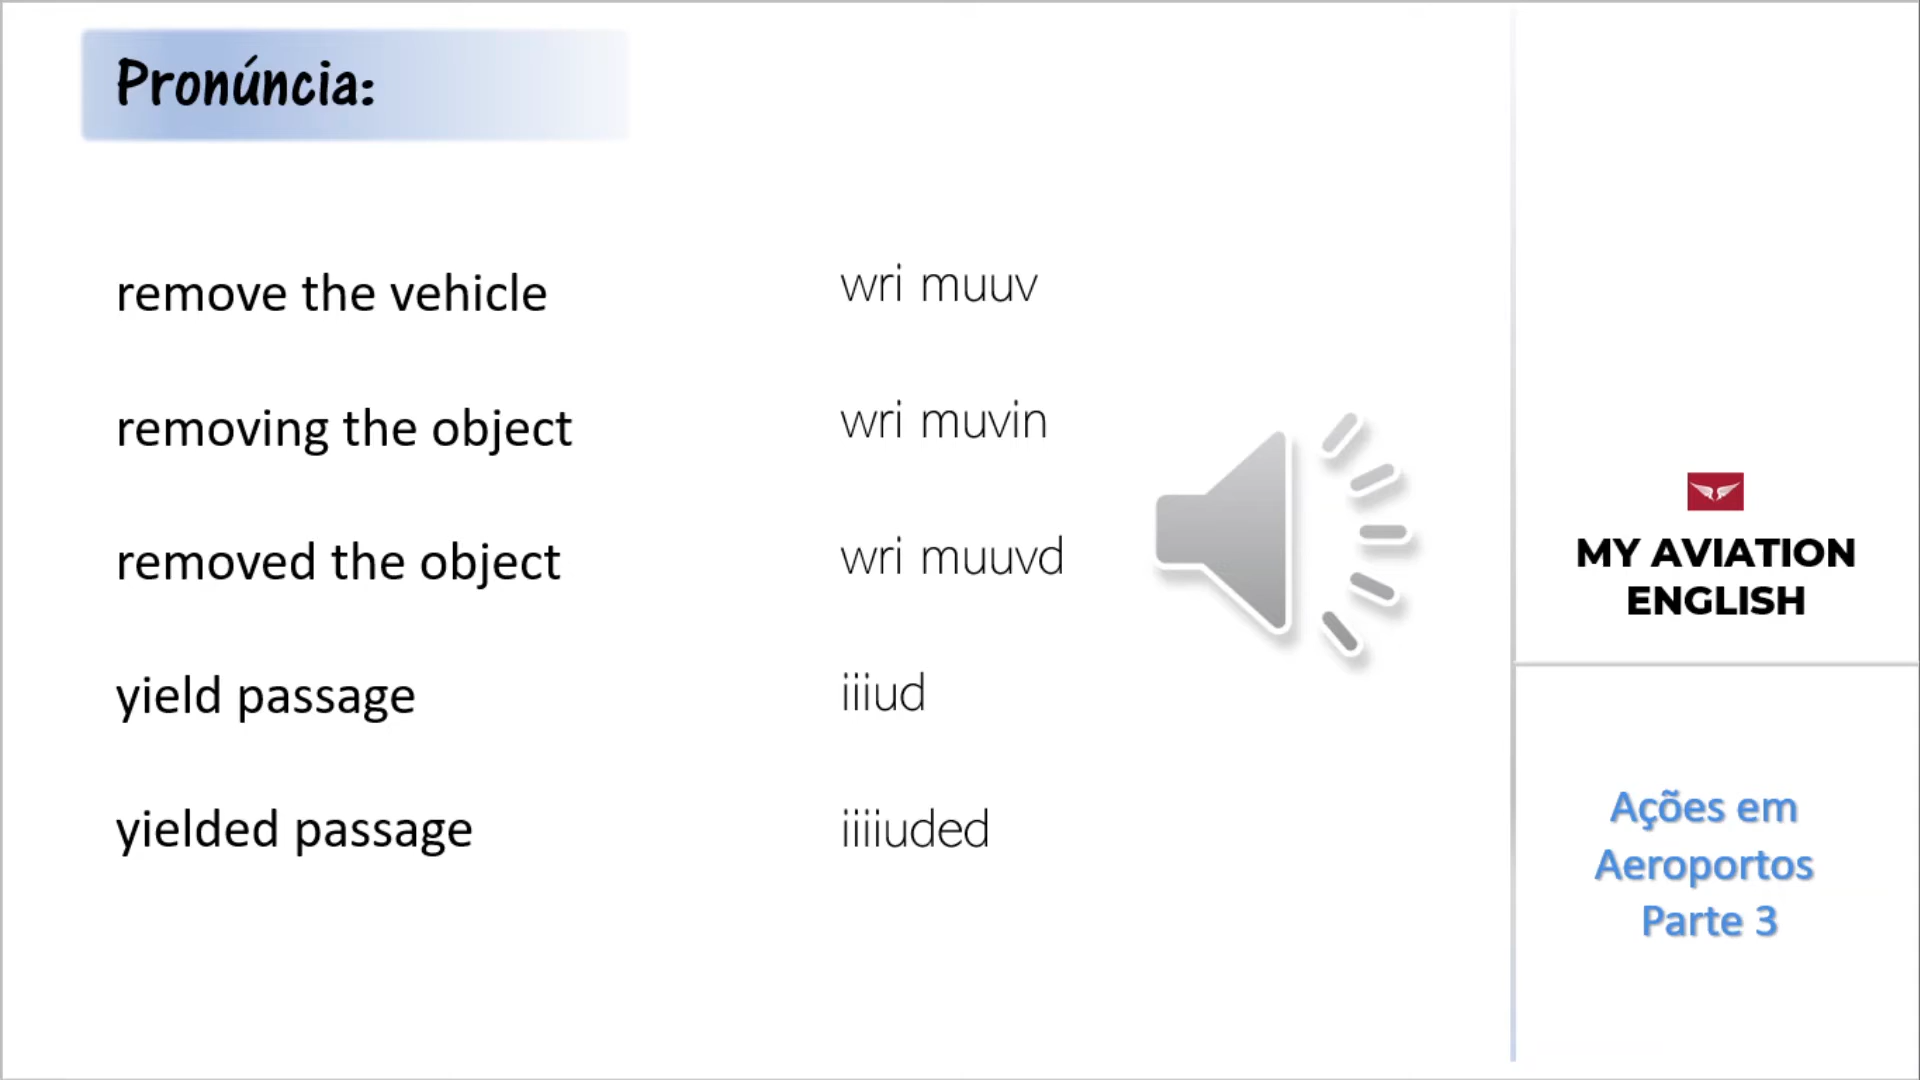 Pronúncia:
remove the vehicle
wri muuv
removing the object
wri muvin
removed the object
wri muuvd
yield passage
iiiud
yielded passage
iiiiuded
MY AVIATION
ENGLISH
Ações em
Aeroportos
Parte 3